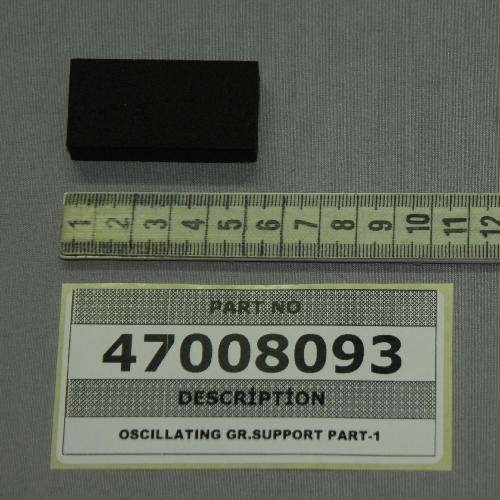 1 2 3 4 5 6 7 8 9 10 11 12
PART NO
47008093
DESCRİPTİON
OSCILLATING GR.SUPPORT PART-1